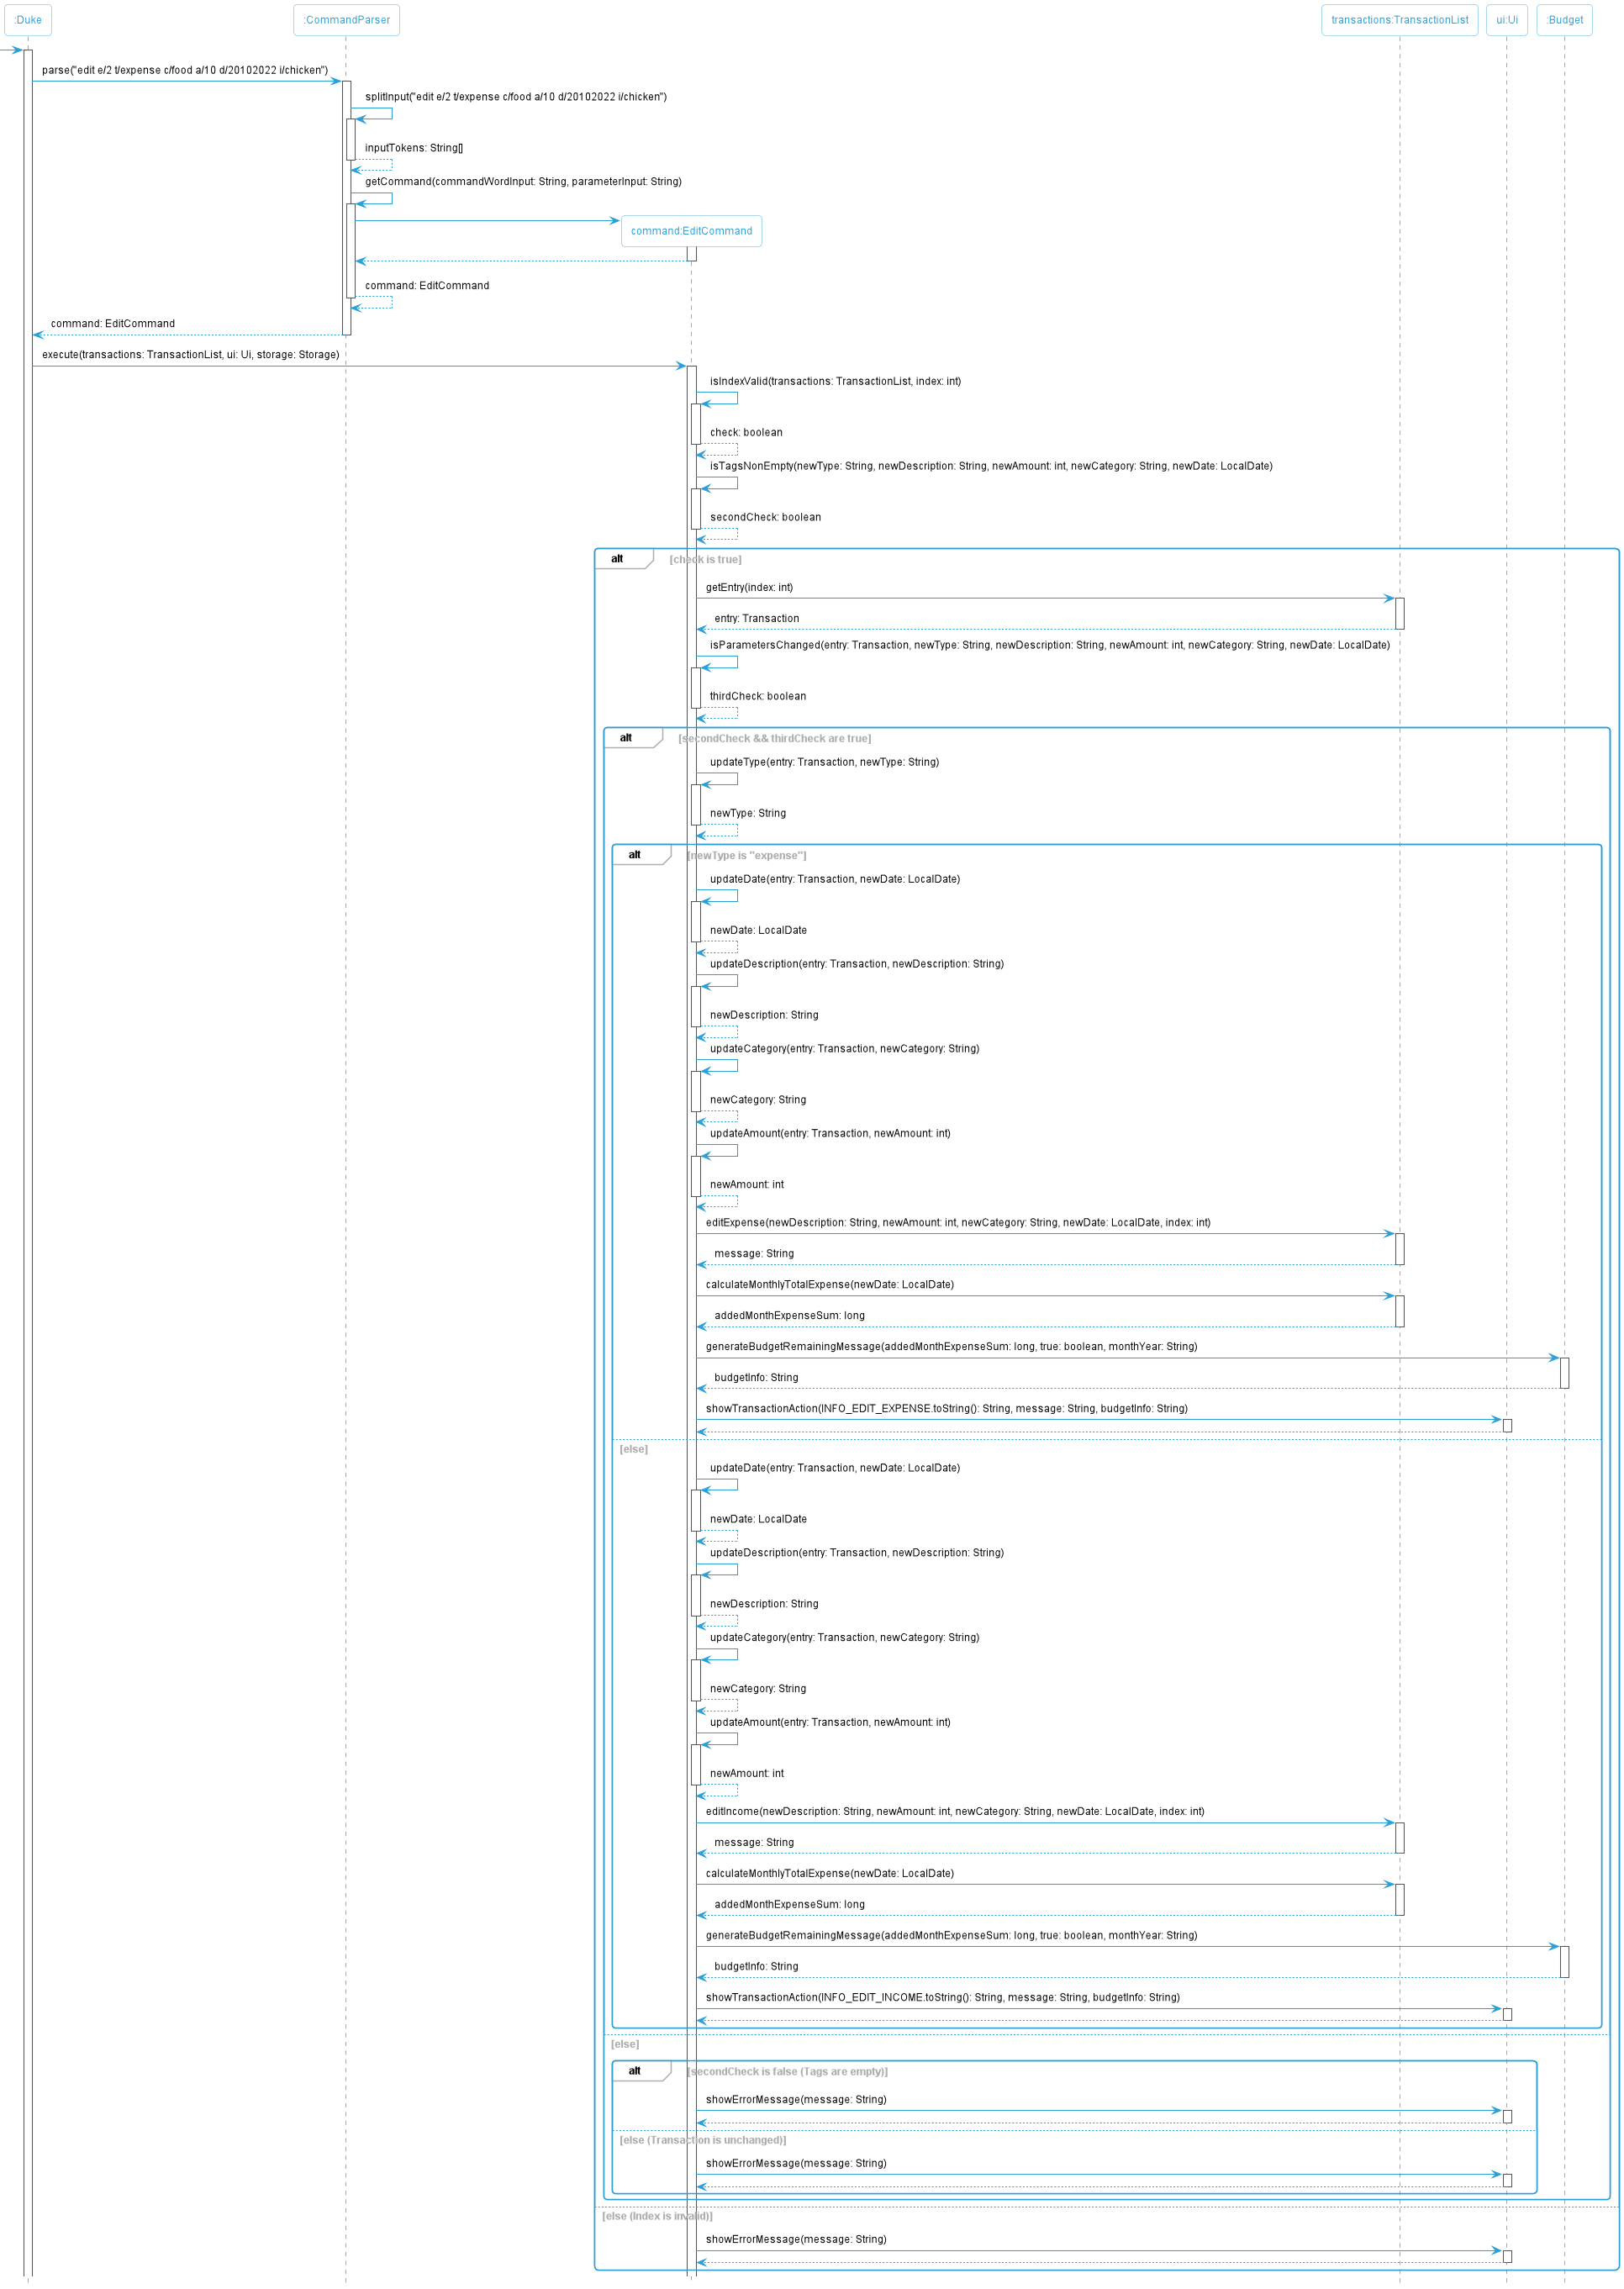 :Duke
:CommandParser
transactions:TransactionList
ui:Ui
:Budget
parse("edit e/2 t/expense c/food a/10 d/20102022 i/chicken")
splitInput("edit e/2 t/expense c/food a/10 d/20102022 i/chicken")
inputTokens: String[]
getCommand(commandWordInput: String, parameterInput: String)
command:EditCommand
command: EditCommand
command: EditCommand
execute(transactions: TransactionList, ui: Ui, storage: Storage)
isIndexValid(transactions: TransactionList, index: int)
check: boolean
isTagsNonEmpty(newType: String, newDescription: String, newAmount: int, newCategory: String, newDate: LocalDate)
secondCheck: boolean
alt [check is true]
getEntry(index: int)
entry: Transaction
isParametersChanged(entry: Transaction, newType: String, newDescription: String, newAmount: int, newCategory: String, newDate: LocalDate)
thirdCheck: boolean
alt [secondCheck && thirdCheck are true]
updateType(entry: Transaction, newType: String)
newType: String
alt [newType is "expense"]
updateDate(entry: Transaction, newDate: LocalDate)
newDate: LocalDate
updateDescription(entry: Transaction, newDescription: String)
newDescription: String
updateCategory(entry: Transaction, newCategory: String)
newCategory: String
updateAmount(entry: Transaction, newAmount: int)
newAmount: int
editExpense(newDescription: String, newAmount: int, newCategory: String, newDate: LocalDate, index: int)
message: String
calculateMonthlyTotalExpense(newDate: LocalDate)
addedMonthExpenseSum: long
generateBudgetRemainingMessage(addedMonthExpenseSum: long, true: boolean, monthYear: String)
budgetInfo: String
showTransactionAction(INFO_EDIT_EXPENSE.toString(): String, message: String, budgetInfo: String)
[else]
updateDate(entry: Transaction, newDate: LocalDate)
newDate: LocalDate
updateDescription(entry: Transaction, newDescription: String)
newDescription: String
updateCategory(entry: Transaction, newCategory: String)
newCategory: String
updateAmount(entry: Transaction, newAmount: int)
newAmount: int
editIncome(newDescription: String, newAmount: int, newCategory: String, newDate: LocalDate, index: int)
message: String
calculateMonthlyTotalExpense(newDate: LocalDate)
addedMonthExpenseSum: long
generateBudgetRemainingMessage(addedMonthExpenseSum: long, true: boolean, monthYear: String)
budgetInfo: String
showTransactionAction(INFO_EDIT_INCOME.toString(): String, message: String, budgetInfo: String)
[else]
alt [secondCheck is false (Tags are empty)]
showErrorMessage(message: String)
[else (Transaction is unchanged)]
showErrorMessage(message: String)
[else (Index is invalid)]
showErrorMessage(message: String)